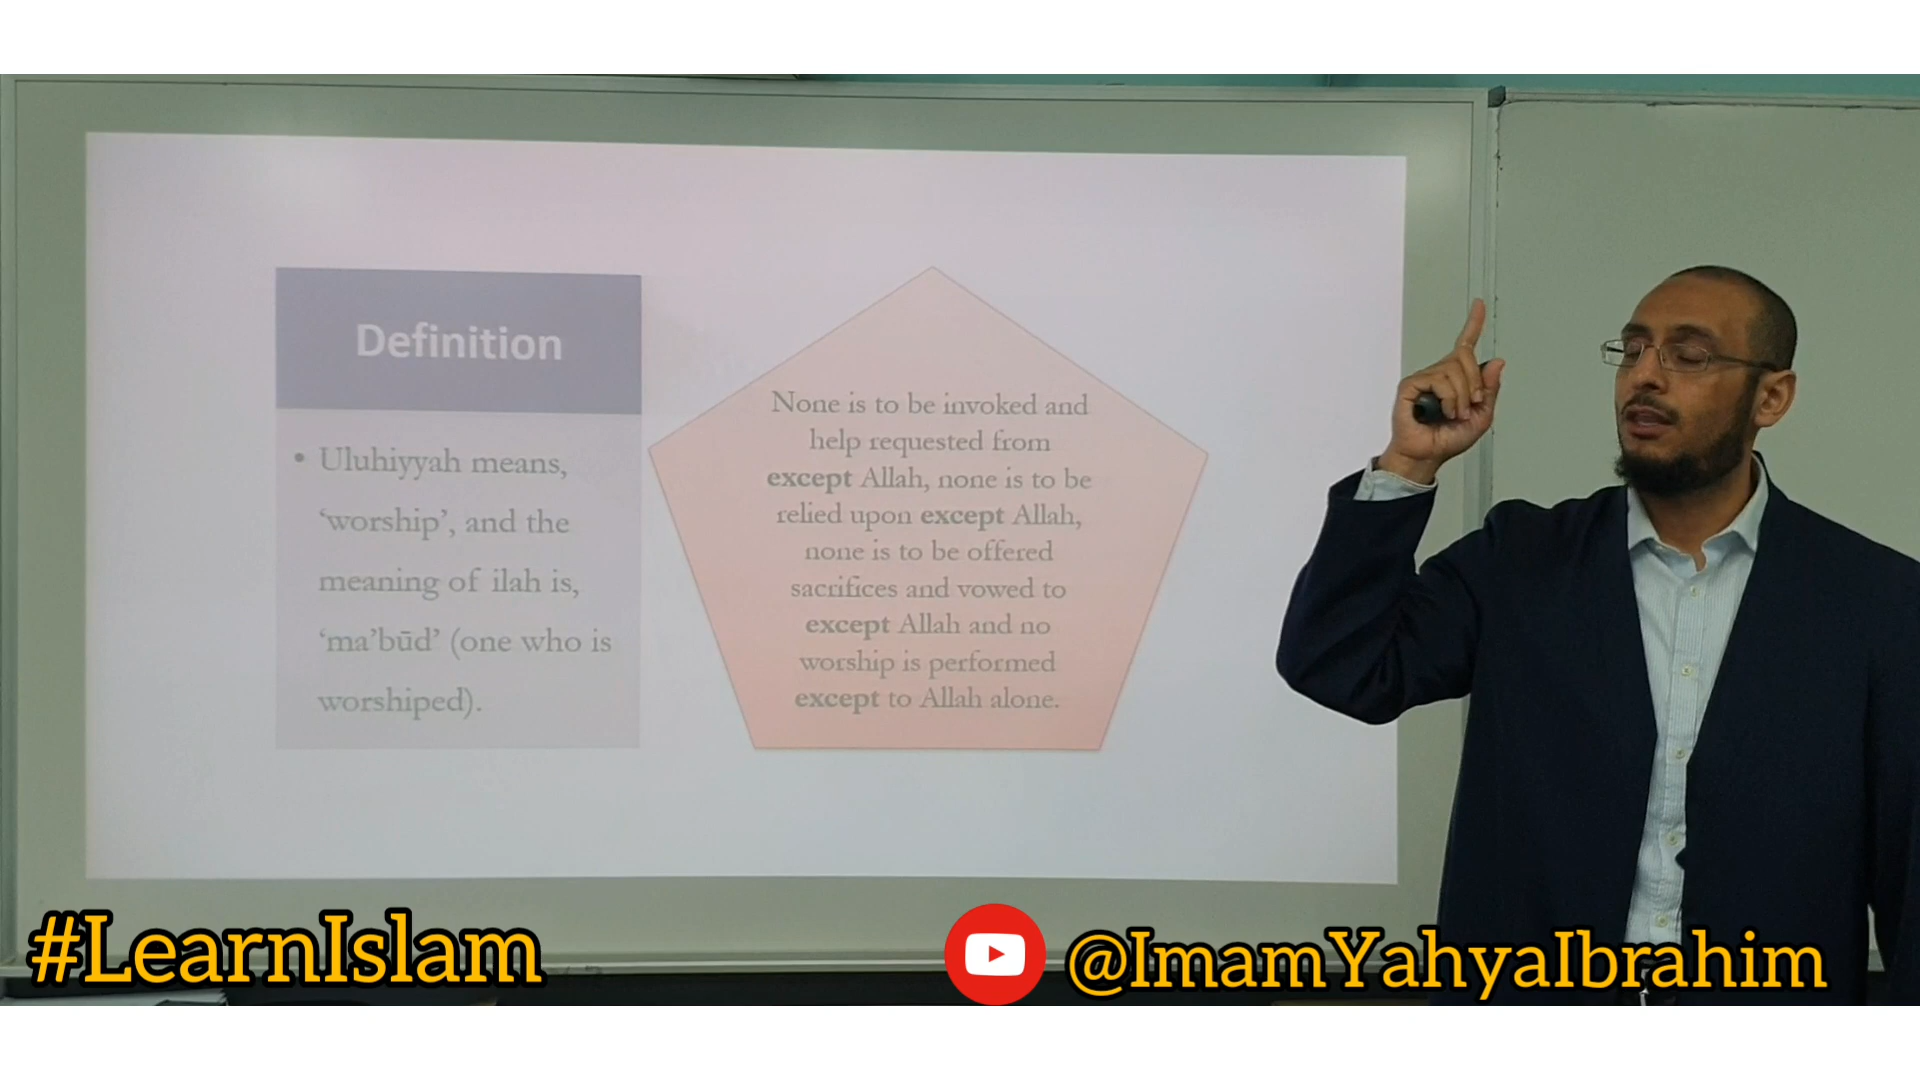 Definition
• Uluhiyyah means,
‘worship’, and the
meaning of ilah is,
‘ma’būd’ (one who is
worshiped).
None is to be invoked and
help requested from
except Allah, none is to be
relied upon except Allah,
none is to be offered
sacrifices and vowed to
except Allah and no
worship is performed
except to Allah alone.
#LearnIslam
@ImamYahyaIbrahim